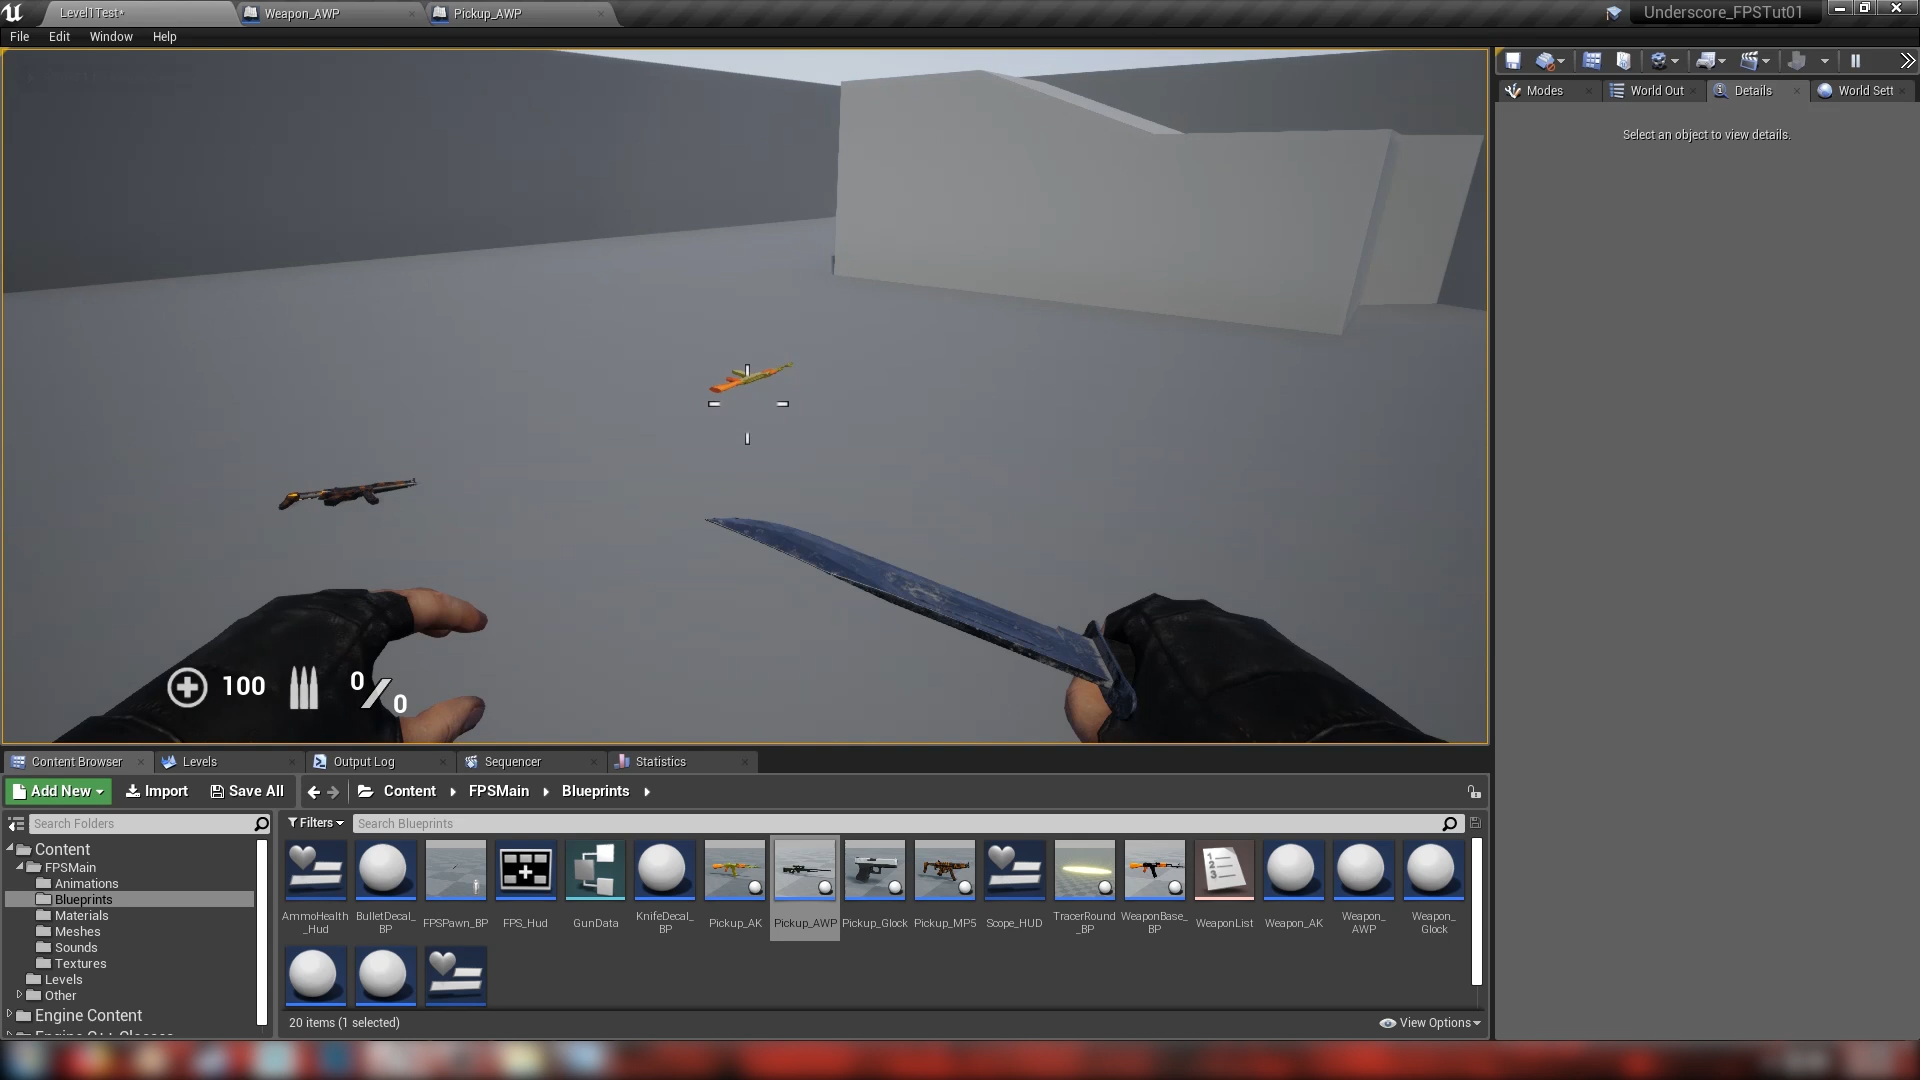 Level1Test*
Weapon_AWP
Pickup_AWP
Underscore_FPSTut01
File Edit Window Help
Modes
World Out
Details
World Sett
Select an object to view details.
100
0
0
Content Browser
Levels
Output Log
Sequencer
Statistics
Add New
Import
Save All
Content
FPSMain
Blueprints
Search Folders
Filters
Search Blueprints
Content
FPSMain
Animations
Blueprints
Materials
Meshes
Sounds
Textures
Levels
Other
Engine Content
AmmoHealth
_Hud
BulletDecal_
BP
FPSPawn_BP
FPS_Hud
GunData
KnifeDecal_
BP
Pickup_AK
Pickup_AWP
Pickup_Glock
Pickup_MP5
Scope_HUD
TracerRound
_BP
WeaponBase_
BP
WeaponList
Weapon_AK
Weapon_
AWP
Weapon_
Glock
20 items (1 selected)
View Options